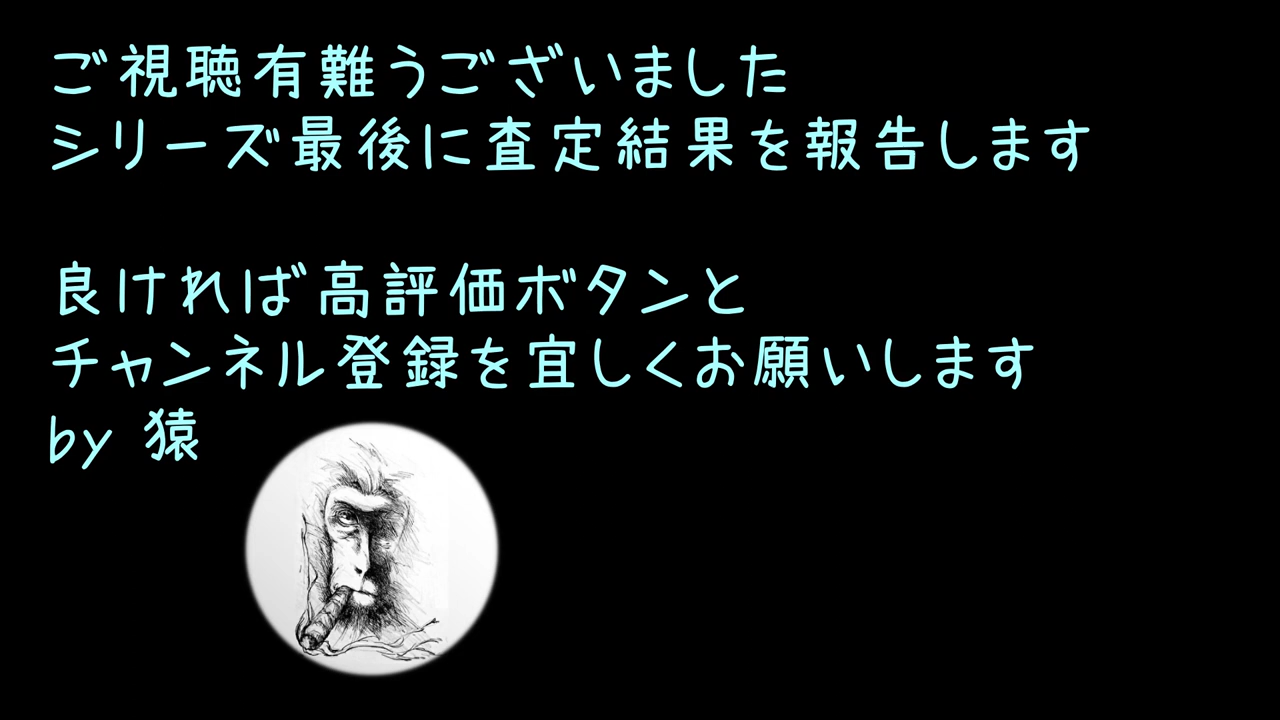 ご視聴有難うございました
シリーズ最後に査定結果を報告します
良ければ高評価ボタンと
チャンネル登録を宜しくお願いします
by 猿